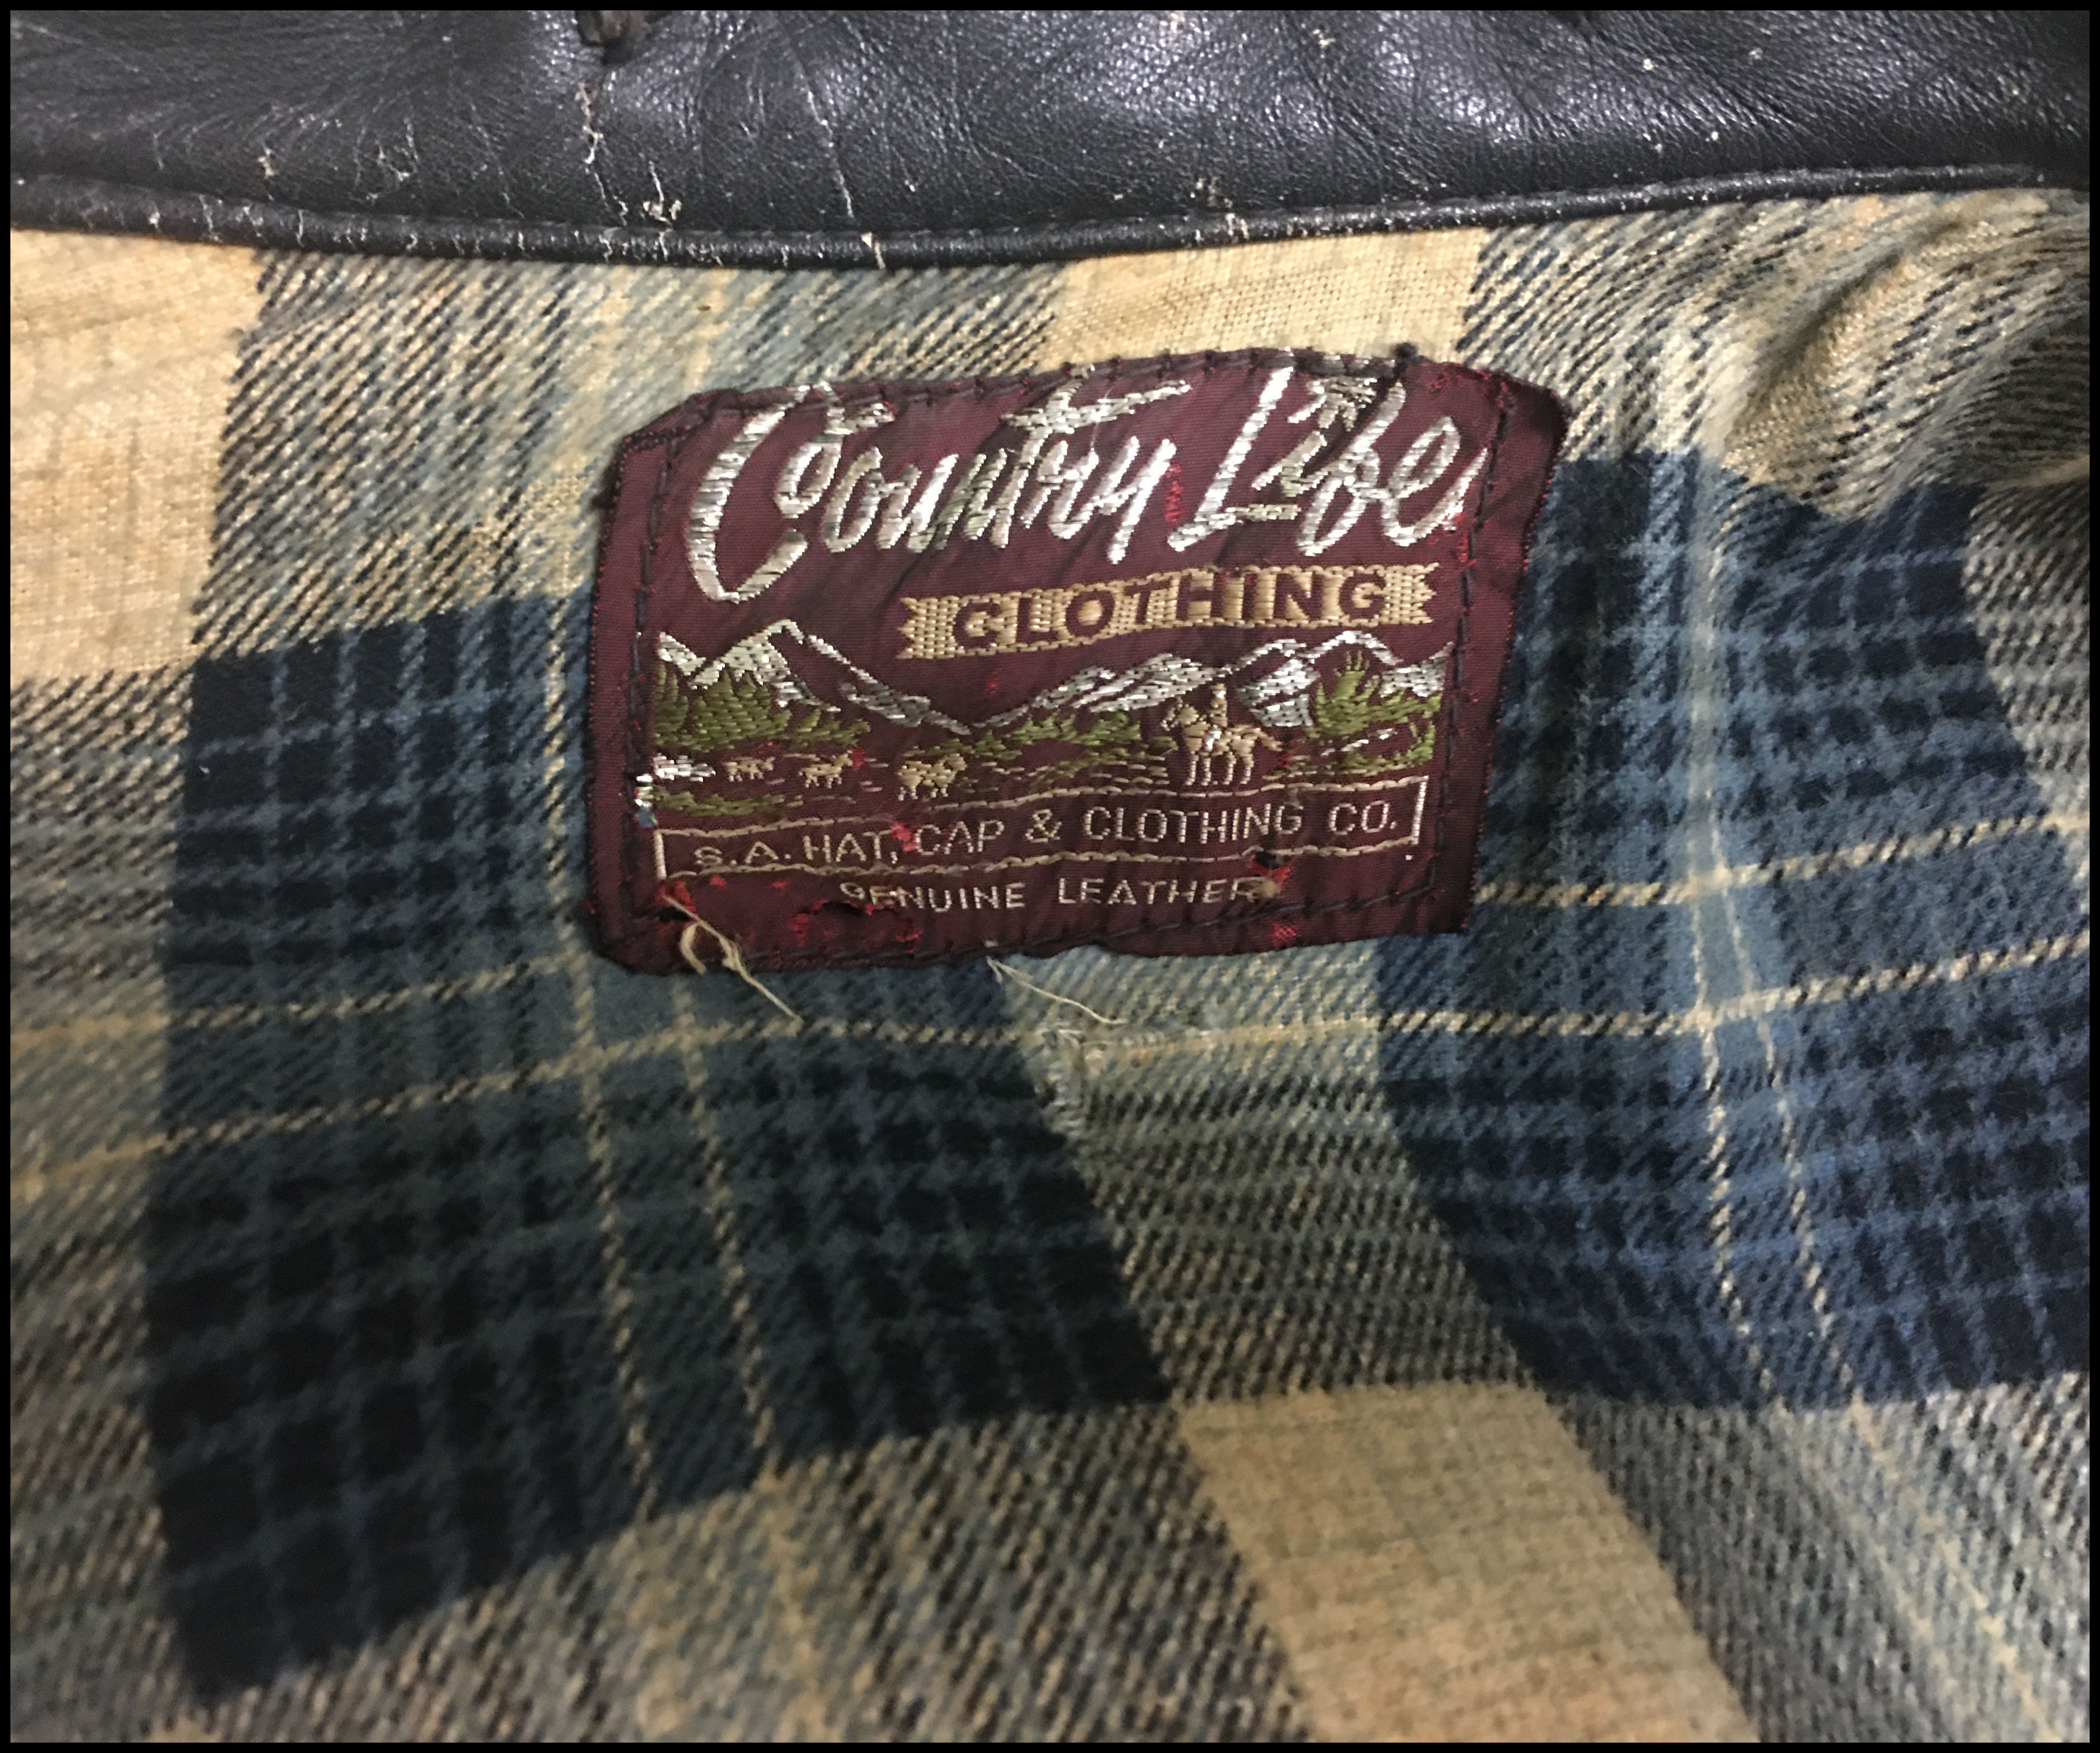 Country Life
CLOTHING
S.A. HAT, CAP & CLOTHING CO.
GENUINE LEATHER